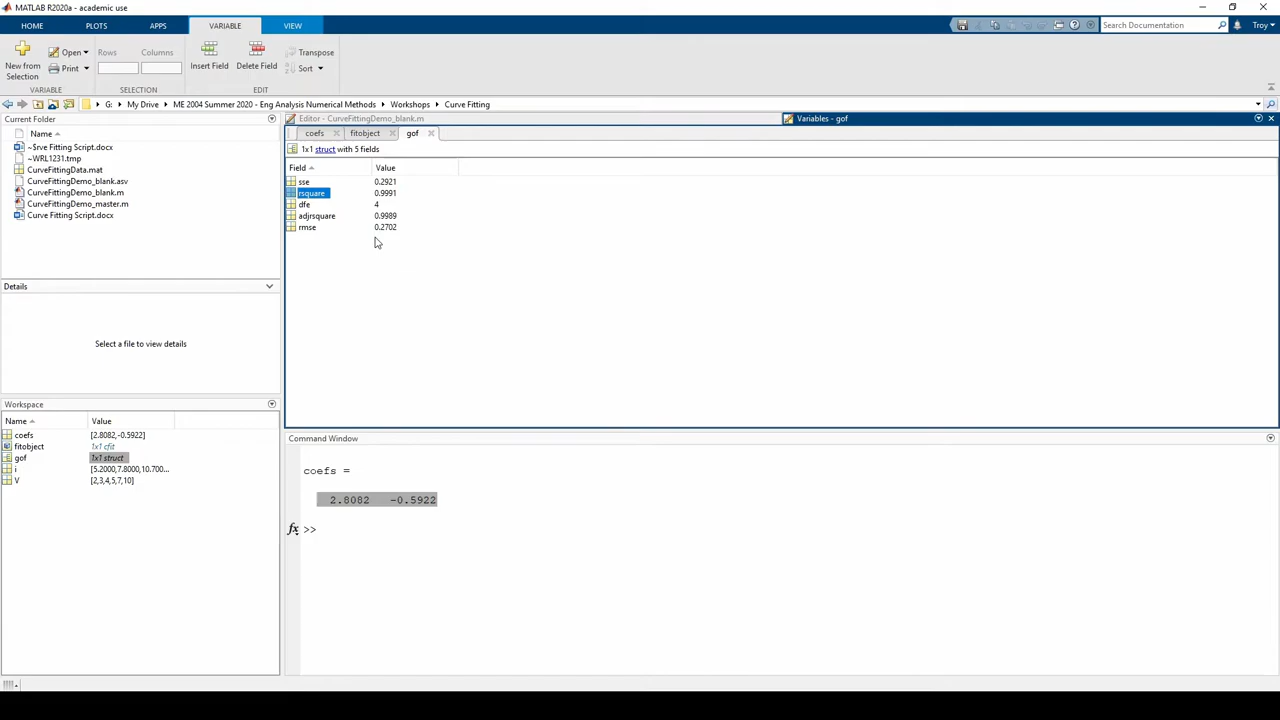 MATLAB R2020a - academic use
HOME PLOTS APPS VARIABLE VIEW
Search Documentation Troy
New from Selection
Open
Print
Rows Columns
Insert Field Delete Field
Transpose
Sort
VARIABLE SELECTION EDIT
G: My Drive ME 2004 Summer 2020 - Eng Analysis Numerical Methods Workshops Curve Fitting
Current Folder
Name
~$rve Fitting Script.docx
~WRL1231.tmp
CurveFittingData.mat
CurveFittingDemo_blank.asv
CurveFittingDemo_blank.m
CurveFittingDemo_master.m
Curve Fitting Script.docx
Details
Select a file to view details
Workspace
Name Value
coefs [2.8082,-0.5922]
fitobject 1x1 cfit
gof 1x1 struct
i [5.2000,7.8000,10.700...
V [2,3,4,5,7,10]
Editor - CurveFittingDemo_blank.m
Variables - gof
coefs fitobject gof
1x1 struct with 5 fields
Field Value
sse 0.2921
rsquare 0.9991
dfe 4
adjrsquare 0.9989
rmse 0.2702
Command Window
coefs =
2.8082 -0.5922
fx >>